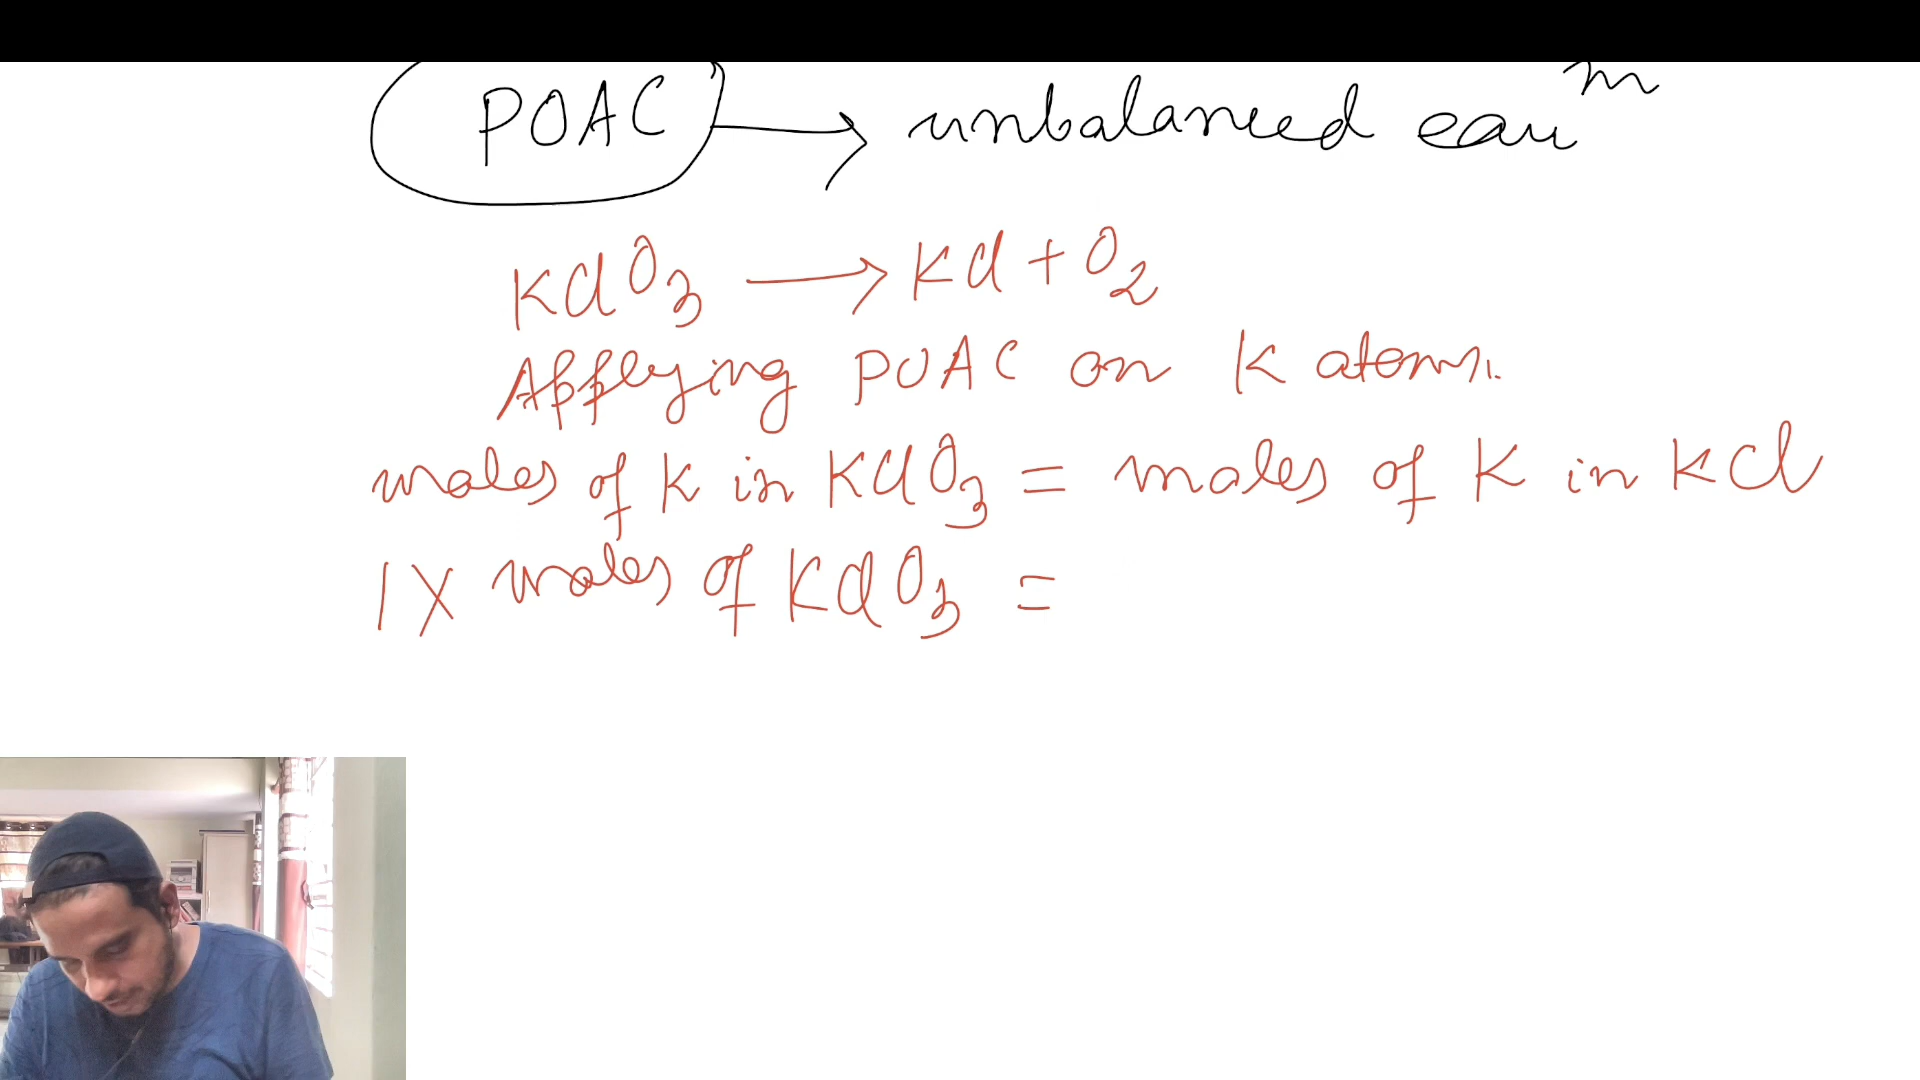 POAC → unbalanced eqn
KClO3 → KCl + O2
Applying POAC on K atoms.
moles of K in KClO3 = moles of K in KCl
1 X moles of KClO3 =